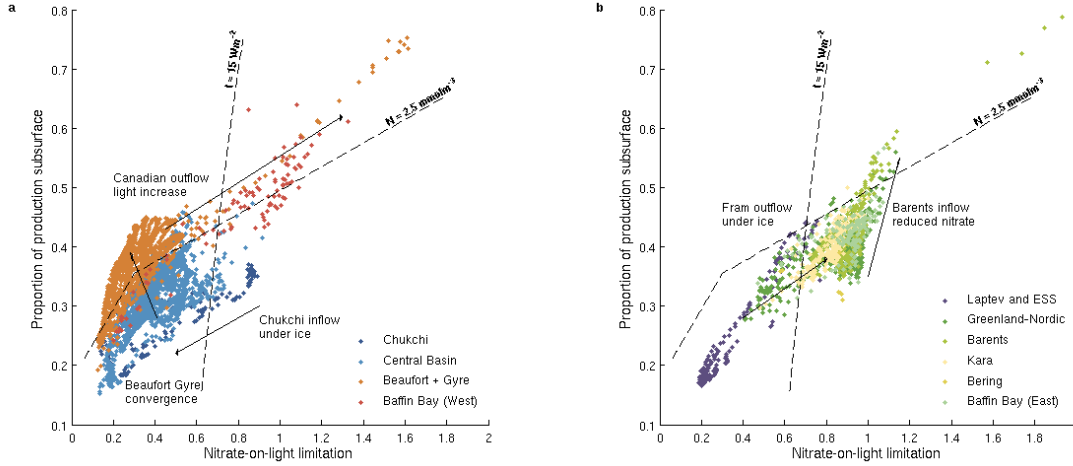 a
0.8
0.7
0.6
0.5
0.4
0.3
0.2
0.1
Proportion of production subsurface
I = 15 Wm⁻²
N = 2.5 mmolm⁻³
Canadian outflow
light increase
Chukchi inflow
under ice
Beaufort Gyre
convergence
Chukchi
Central Basin
Beaufort + Gyre
Baffin Bay (West)
0 0.2 0.4 0.6 0.8 1 1.2 1.4 1.6 1.8 2
Nitrate-on-light limitation
b
0.8
0.7
0.6
0.5
0.4
0.3
0.2
0.1
Proportion of production subsurface
I = 15 Wm⁻²
N = 2.5 mmolm⁻³
Fram outflow
under ice
Barents inflow
reduced nitrate
Laptev and ESS
Greenland–Nordic
Barents
Kara
Bering
Baffin Bay (East)
0 0.2 0.4 0.6 0.8 1.0 1.2 1.4 1.6 1.8
Nitrate-on-light limitation